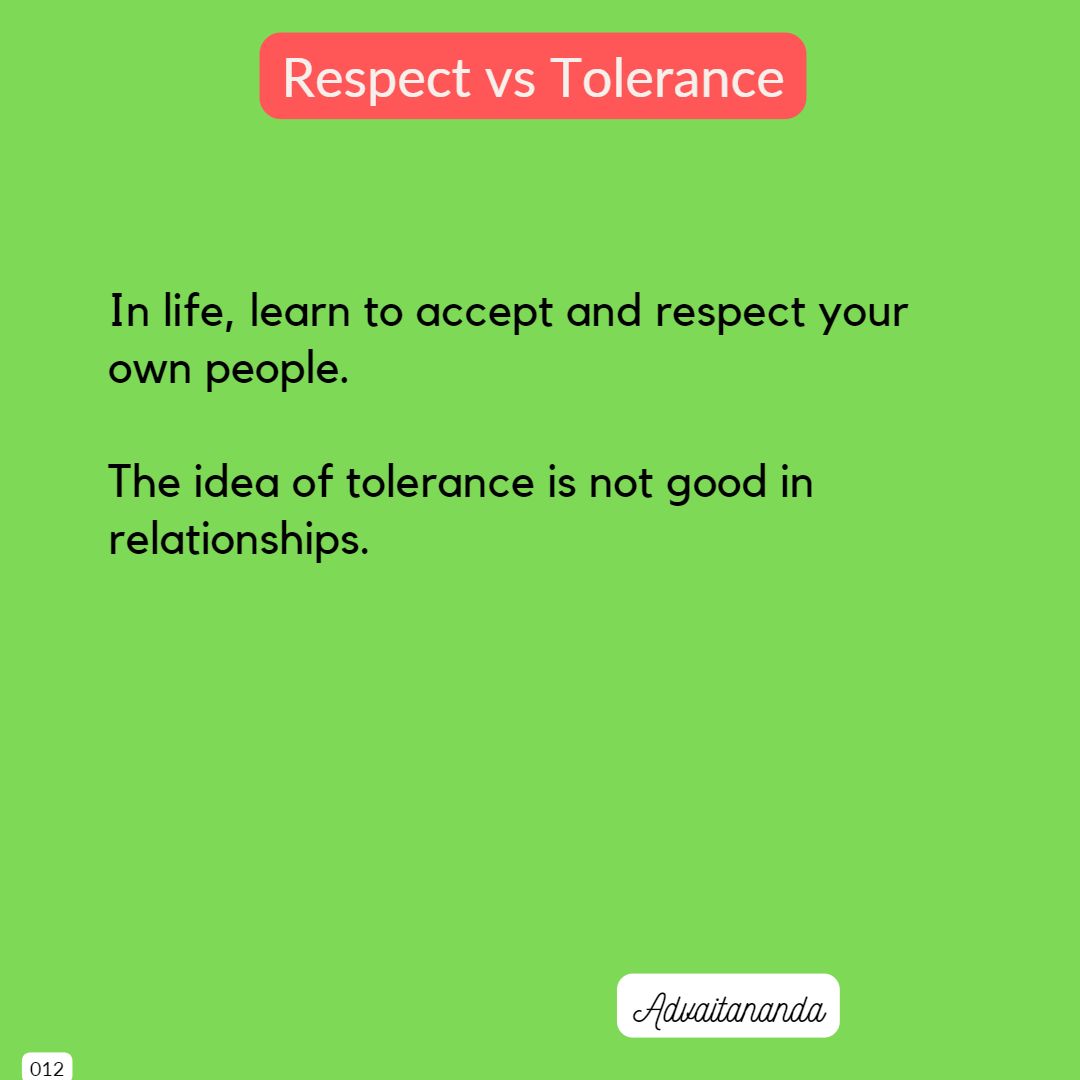 Respect vs Tolerance
In life, learn to accept and respect your
own people.
The idea of tolerance is not good in
relationships.
Advaitananda
012